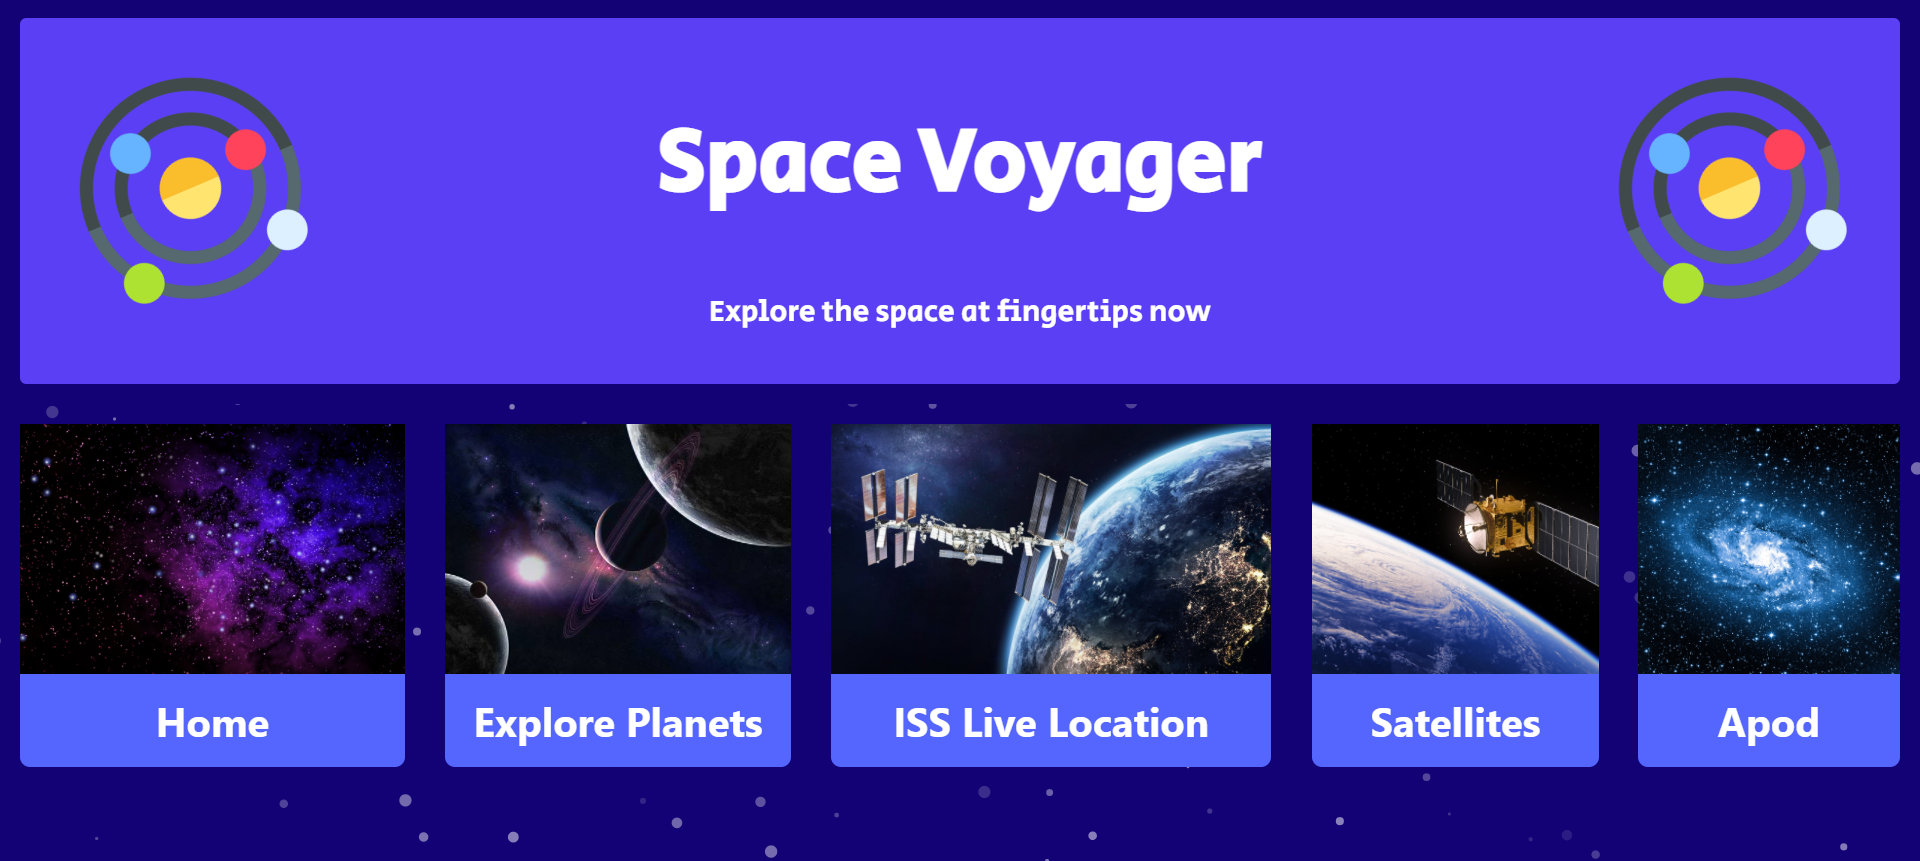 Space Voyager
Explore the space at fingertips now
Home
Explore Planets
ISS Live Location
Satellites
Apod